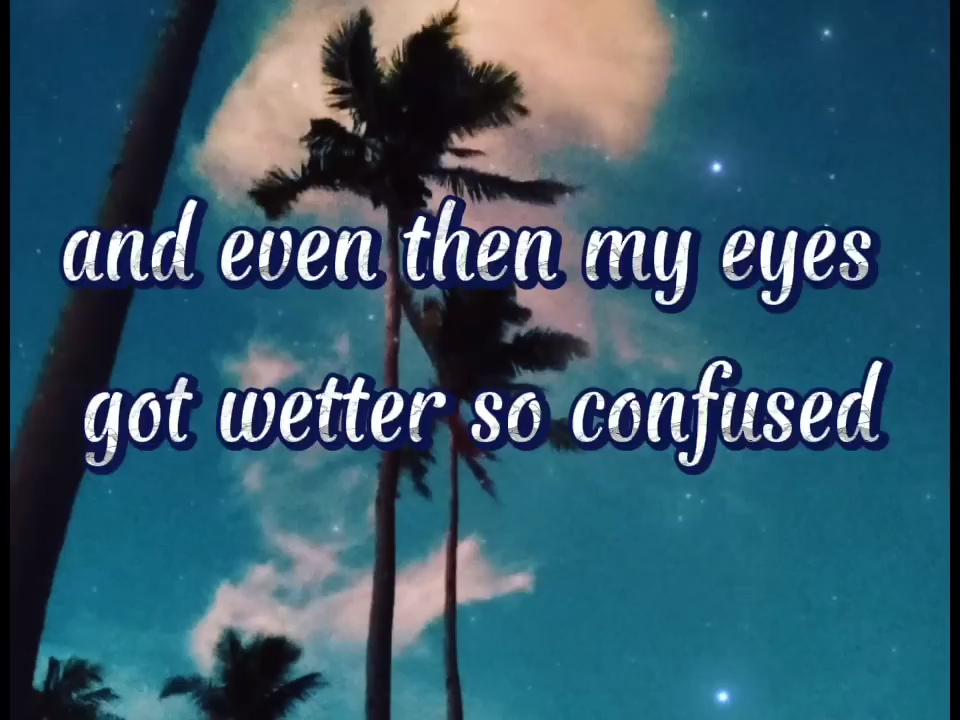 and even then my eyes
got wetter so confused